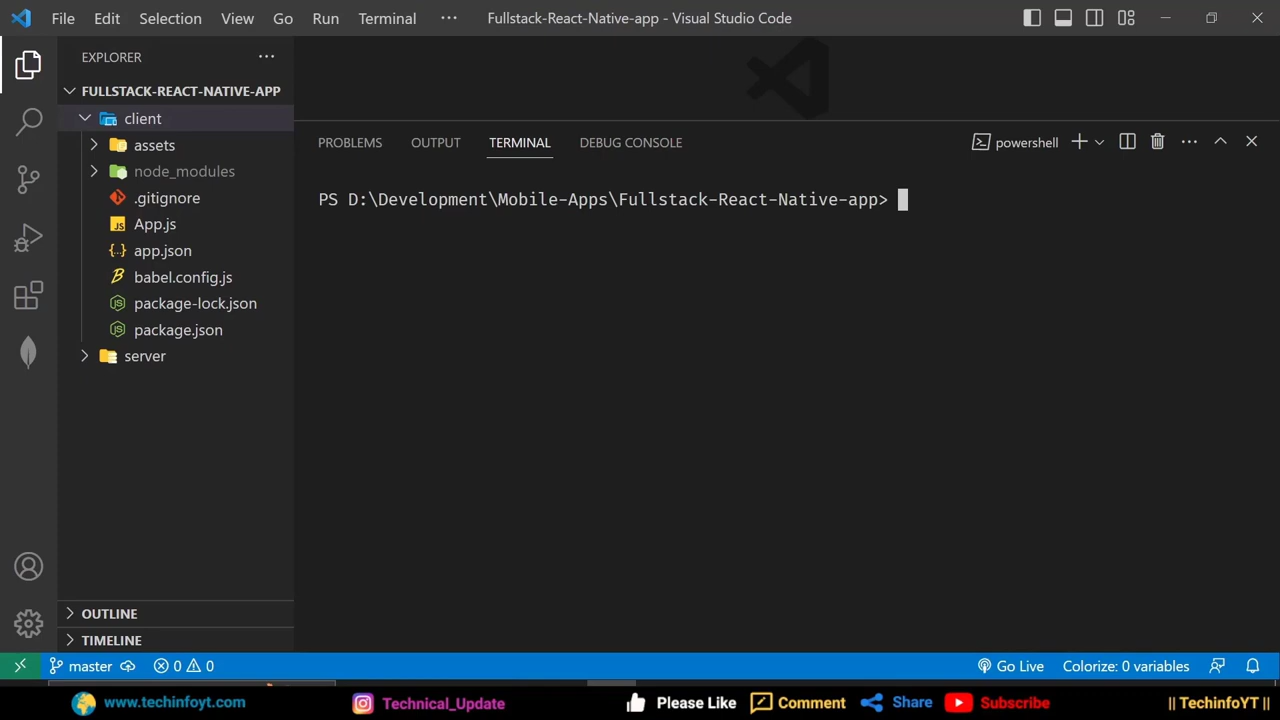 File Edit Selection View Go Run Terminal ··· Fullstack-React-Native-app - Visual Studio Code
EXPLORER
FULLSTACK-REACT-NATIVE-APP
client
assets
node_modules
.gitignore
App.js
app.json
babel.config.js
package-lock.json
package.json
server
OUTLINE
TIMELINE
PROBLEMS OUTPUT TERMINAL DEBUG CONSOLE powershell
PS D:\Development\Mobile-Apps\Fullstack-React-Native-app>
master 0 0 Go Live Colorize: 0 variables
www.techinfoyt.com Technical_Update Please Like Comment Share Subscribe || TechinfoYT ||